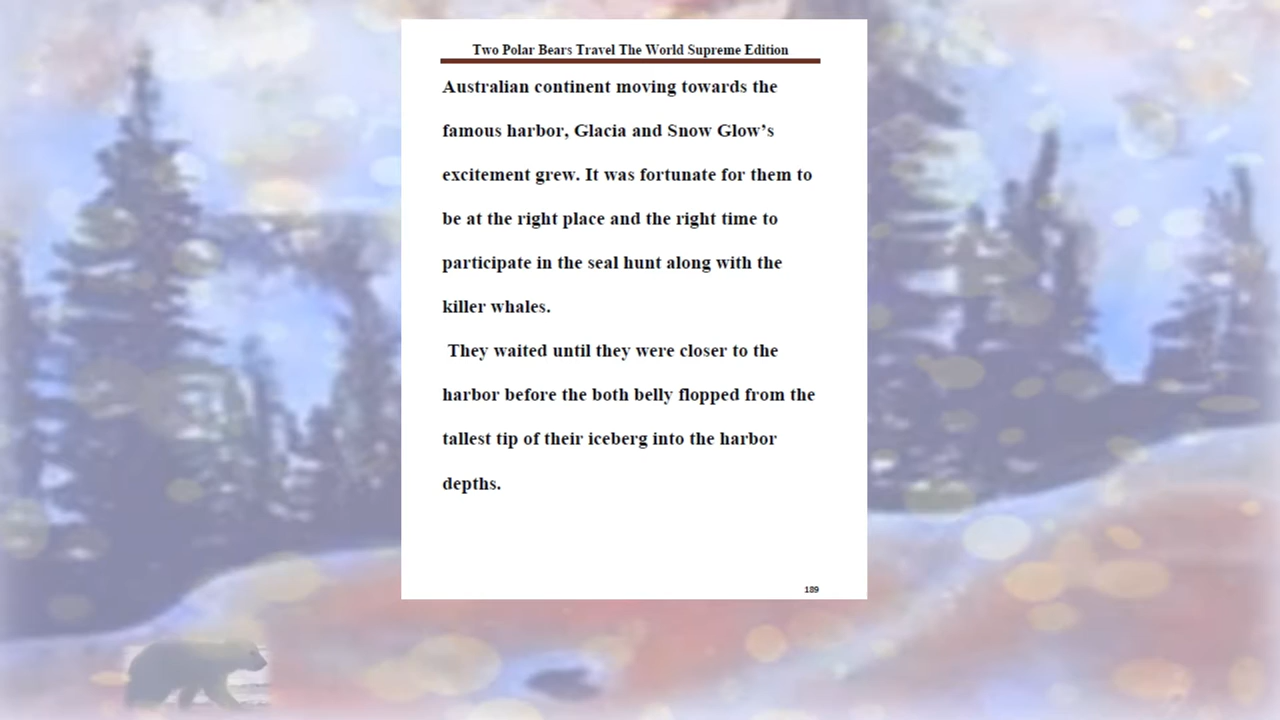 Two Polar Bears Travel The World Supreme Edition
Australian continent moving towards the
famous harbor, Glacia and Snow Glow’s
excitement grew. It was fortunate for them to
be at the right place and the right time to
participate in the seal hunt along with the
killer whales.
They waited until they were closer to the
harbor before the both belly flopped from the
tallest tip of their iceberg into the harbor
depths.
189